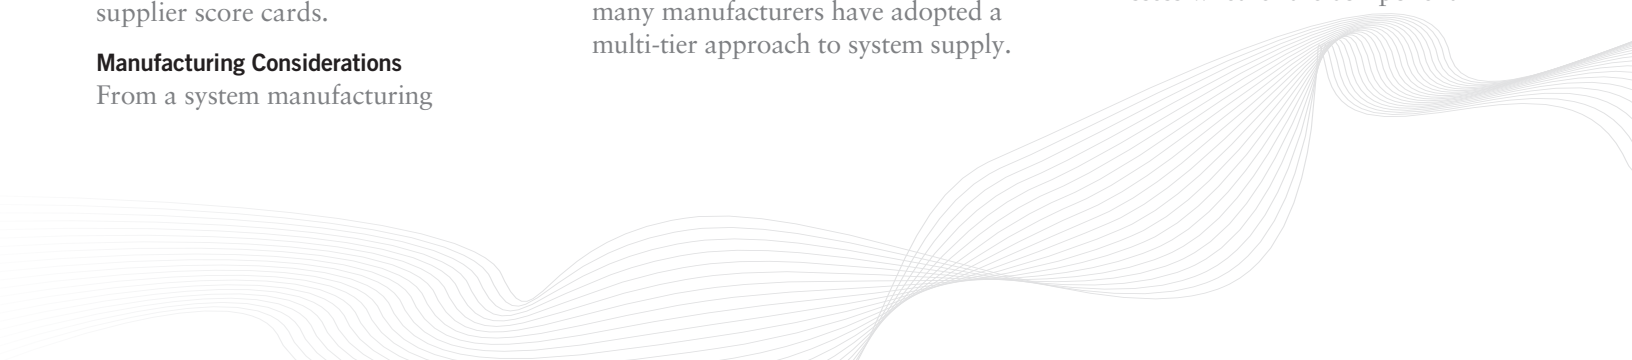 supplier score cards.
Manufacturing Considerations
From a system manufacturing
many manufacturers have adopted a
multi-tier approach to system supply.